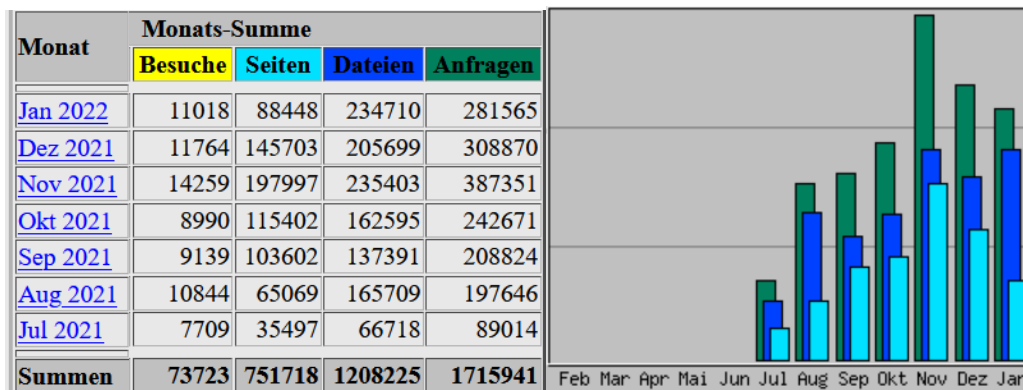 Monat Monats-Summe
Besuche Seiten Dateien Anfragen
Jan 2022 11018 88448 234710 281565
Dez 2021 11764 145703 205699 308870
Nov 2021 14259 197997 235403 387351
Okt 2021 8990 115402 162595 242671
Sep 2021 9139 103602 137391 208824
Aug 2021 10844 65069 165709 197646
Jul 2021 7709 35497 66718 89014
Summen 73723 751718 1208225 1715941
Feb Mar Apr Mai Jun Jul Aug Sep Okt Nov Dez Jan